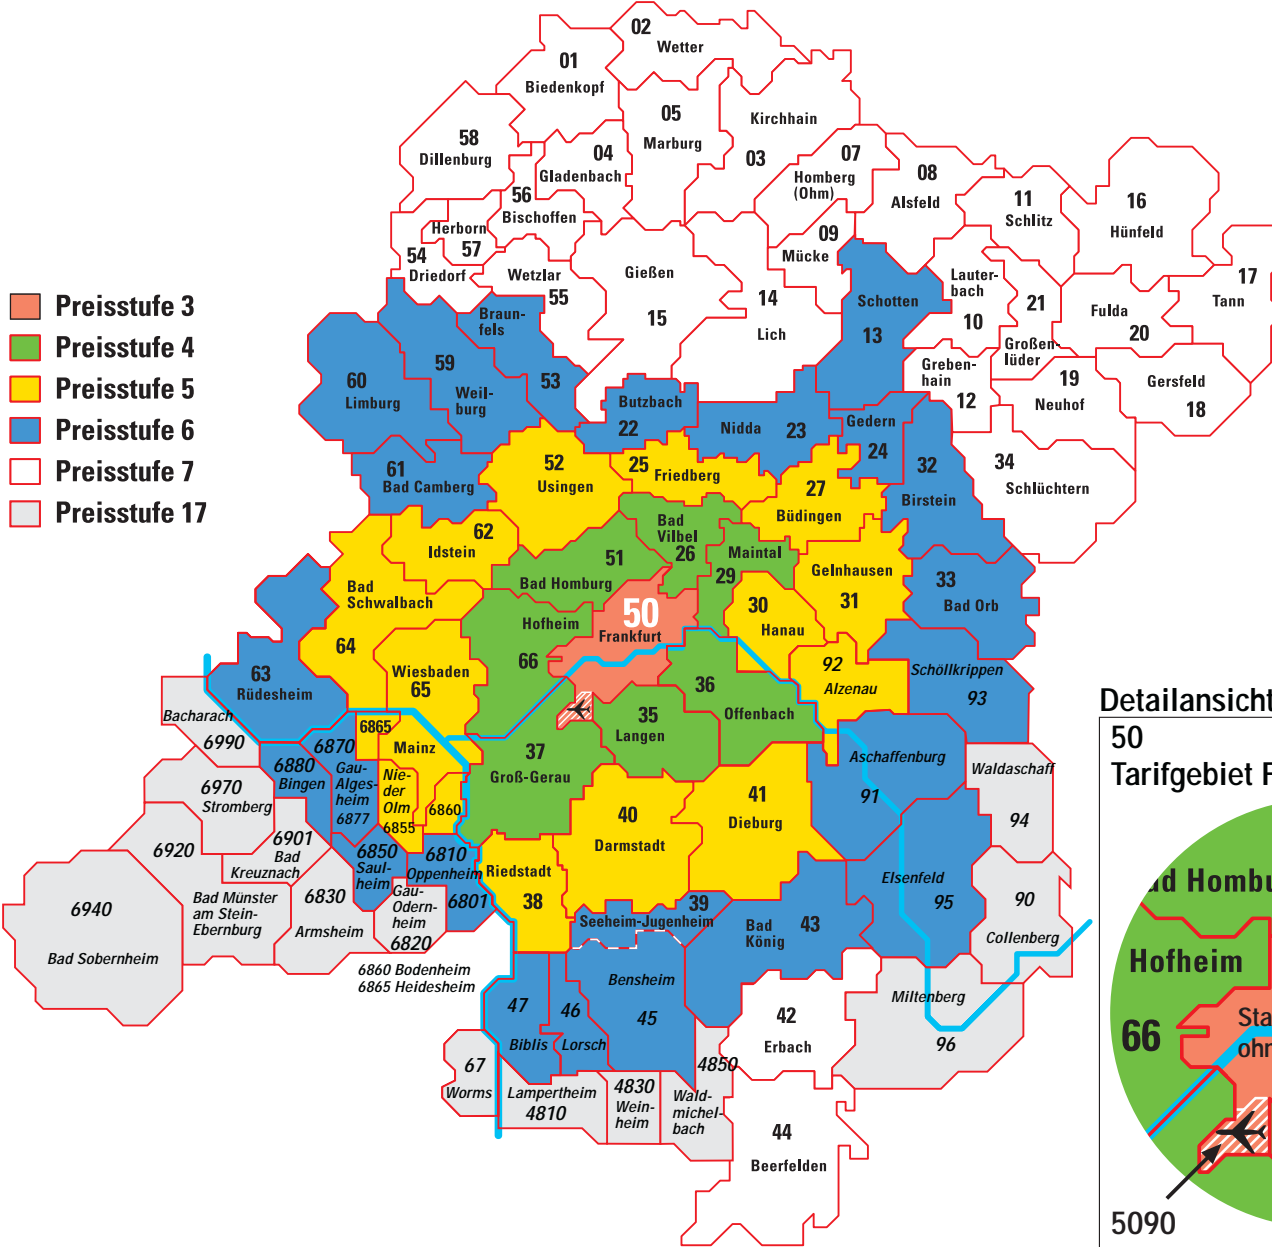 02
Wetter
01
Biedenkopf
05
Marburg
Kirchhain
03
58
Dillenburg
04
Gladenbach
07
Homberg
(Ohm)
08
Alsfeld
11
Schlitz
16
Hünfeld
56
Bischoffen
Herborn
57
54
Driedorf
09
Mücke
Wetzlar
55
Gießen
15
14
Lich
Schotten
13
Lauter-
bach
10
21
Großen-
lüder
Fulda
20
17
Tann
Preisstufe 3
Preisstufe 4
Preisstufe 5
Preisstufe 6
Preisstufe 7
Preisstufe 17
Braun-
fels
53
59
Weil-
burg
60
Limburg
Butzbach
22
Nidda
23
Gedern
24
Greben-
hain
12
19
Neuhof
Gersfeld
18
61
Bad Camberg
52
Usingen
25
Friedberg
27
Büdingen
32
Birstein
34
Schlüchtern
62
Idstein
Bad
Vilbel
26
Maintal
29
51
Bad Homburg
Gelnhausen
31
33
Bad Orb
Bad
Schwalbach
64
Hofheim
66
50
Frankfurt
30
Hanau
63
Rüdesheim
Wiesbaden
65
36
Offenbach
92
Alzenau
Schöllkrippen
93
Bacharach
6990
6870
6865
Mainz
35
Langen
37
Groß-Gerau
Aschaffenburg
91
Waldaschaff
94
6880
Bingen
Gau-
Alges-
heim
6877
Nie-
der
Olm
6855
6860
6970
Stromberg
6901
Bad
Kreuznach
6920
Bad Münster
am Stein-
Ebernburg
6850
Saul-
heim
6810
Oppenheim
6801
40
Darmstadt
41
Dieburg
Riedstadt
38
39
Seeheim-Jugenheim
Bad
König
43
Elsenfeld
95
90
Collenberg
6940
Bad Sobernheim
6830
Armsheim
Gau-
Odern-
heim
6820
6860 Bodenheim
6865 Heidesheim
47
Biblis
46
Lorsch
Bensheim
45
42
Erbach
Miltenberg
96
67
Worms
Lampertheim
4810
4830
Wein-
heim
4850
Wald-
michel-
bach
44
Beerfelden
Detailansicht
50
Tarifgebiet F
ad Hombu
Hofheim
66
Sta
ohn
5090